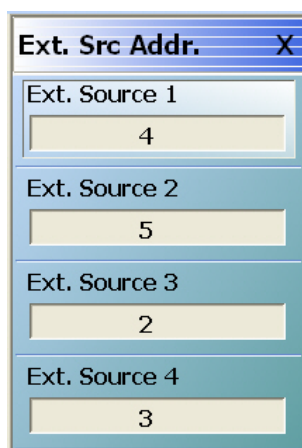 Ext. Src Addr. X
Ext. Source 1
4
Ext. Source 2
5
Ext. Source 3
2
Ext. Source 4
3